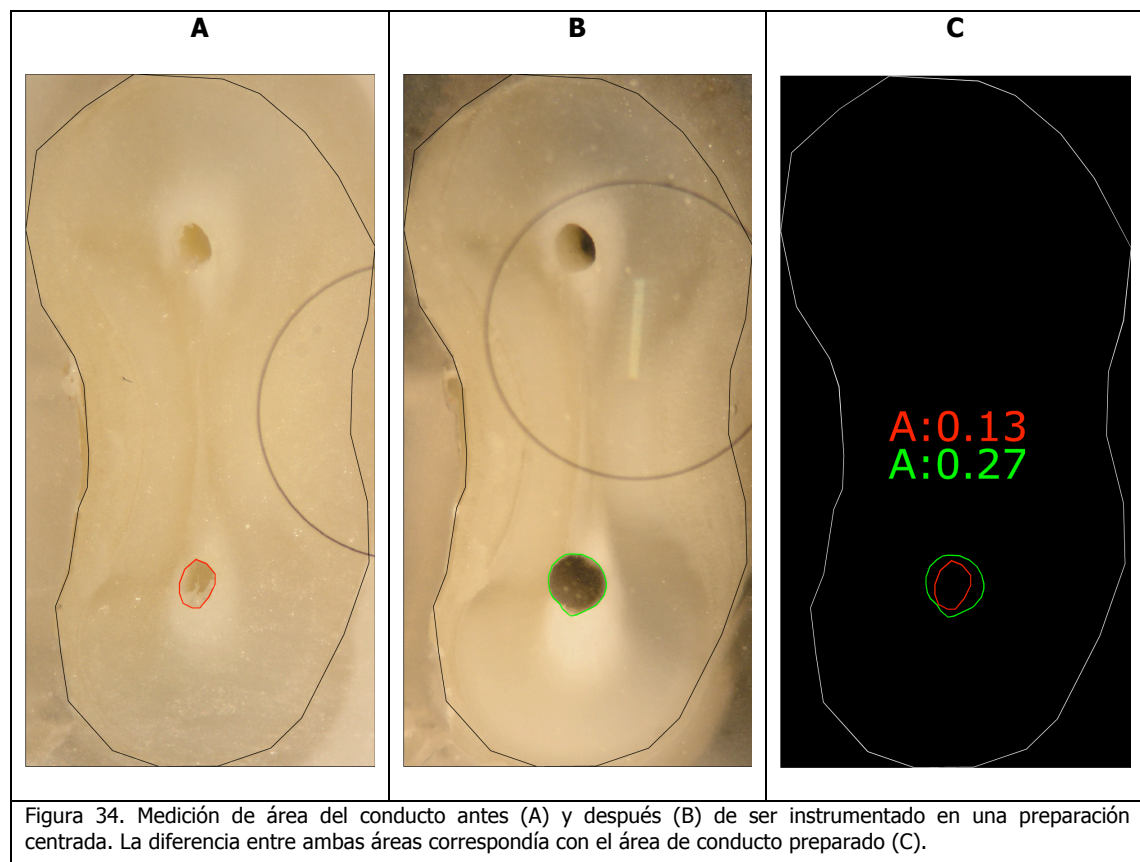 A B C
A:0.13
A:0.27
Figura 34. Medición de área del conducto antes (A) y después (B) de ser instrumentado en una preparación
centrada. La diferencia entre ambas áreas correspondía con el área de conducto preparado (C).